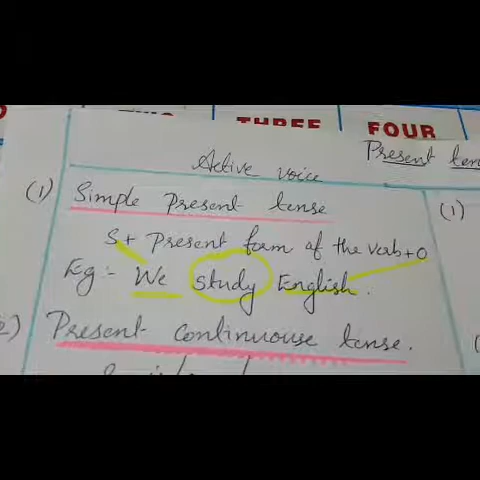 THREE FOUR
Present
Active voice
(1) Simple Present tense (1)
S+ Present form of the verb+O
Eg:- We study English.
2) Present continuouse tense.